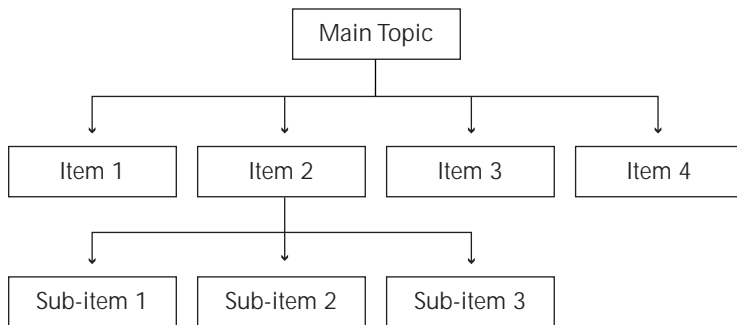 Main Topic
Item 1
Item 2
Item 3
Item 4
Sub-item 1
Sub-item 2
Sub-item 3